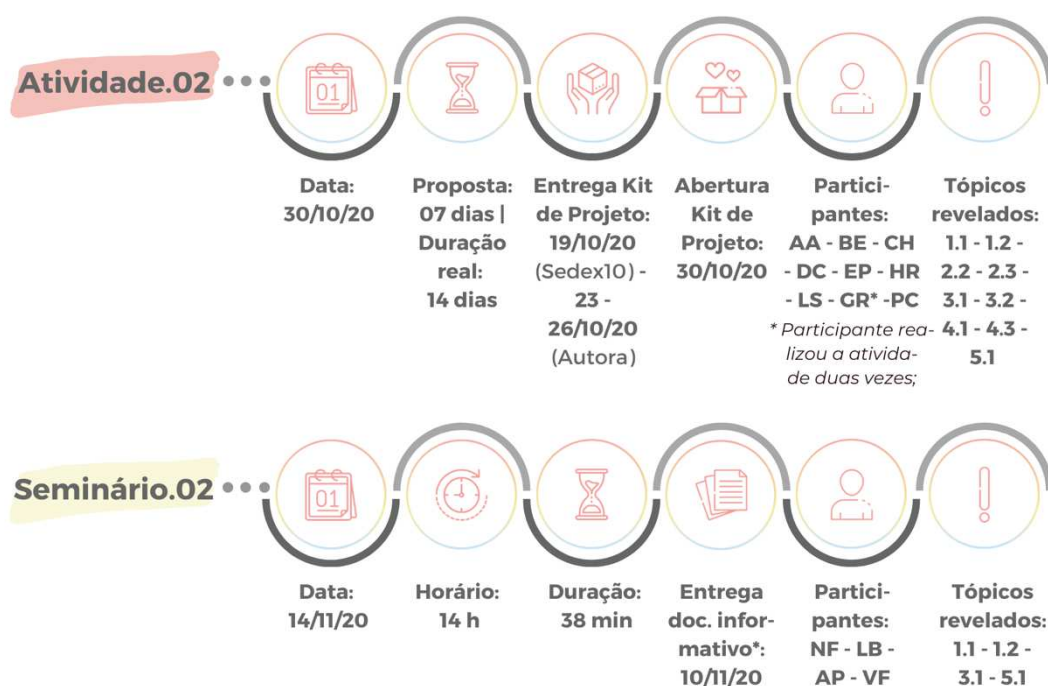 Atividade.02
01
Data:
30/10/20
Proposta:
07 dias |
Duração
real:
14 dias
Entrega Kit
de Projeto:
19/10/20
(Sedex10) -
23 -
26/10/20
(Autora)
Abertura
Kit de
Projeto:
30/10/20
Partici-
pantes:
AA - BE - CH
- DC - EP - HR
- LS - GR* -PC
* Participante rea-
lizou a ativida-
de duas vezes;
Tópicos
revelados:
1.1 - 1.2 -
2.2 - 2.3 -
3.1 - 3.2 -
4.1 - 4.3 -
5.1
Seminário.02
01
Data:
14/11/20
Horário:
14 h
Duração:
38 min
Entrega
doc. infor-
mativo*:
10/11/20
Partici-
pantes:
NF - LB -
AP - VF
Tópicos
revelados:
1.1 - 1.2 -
3.1 - 5.1